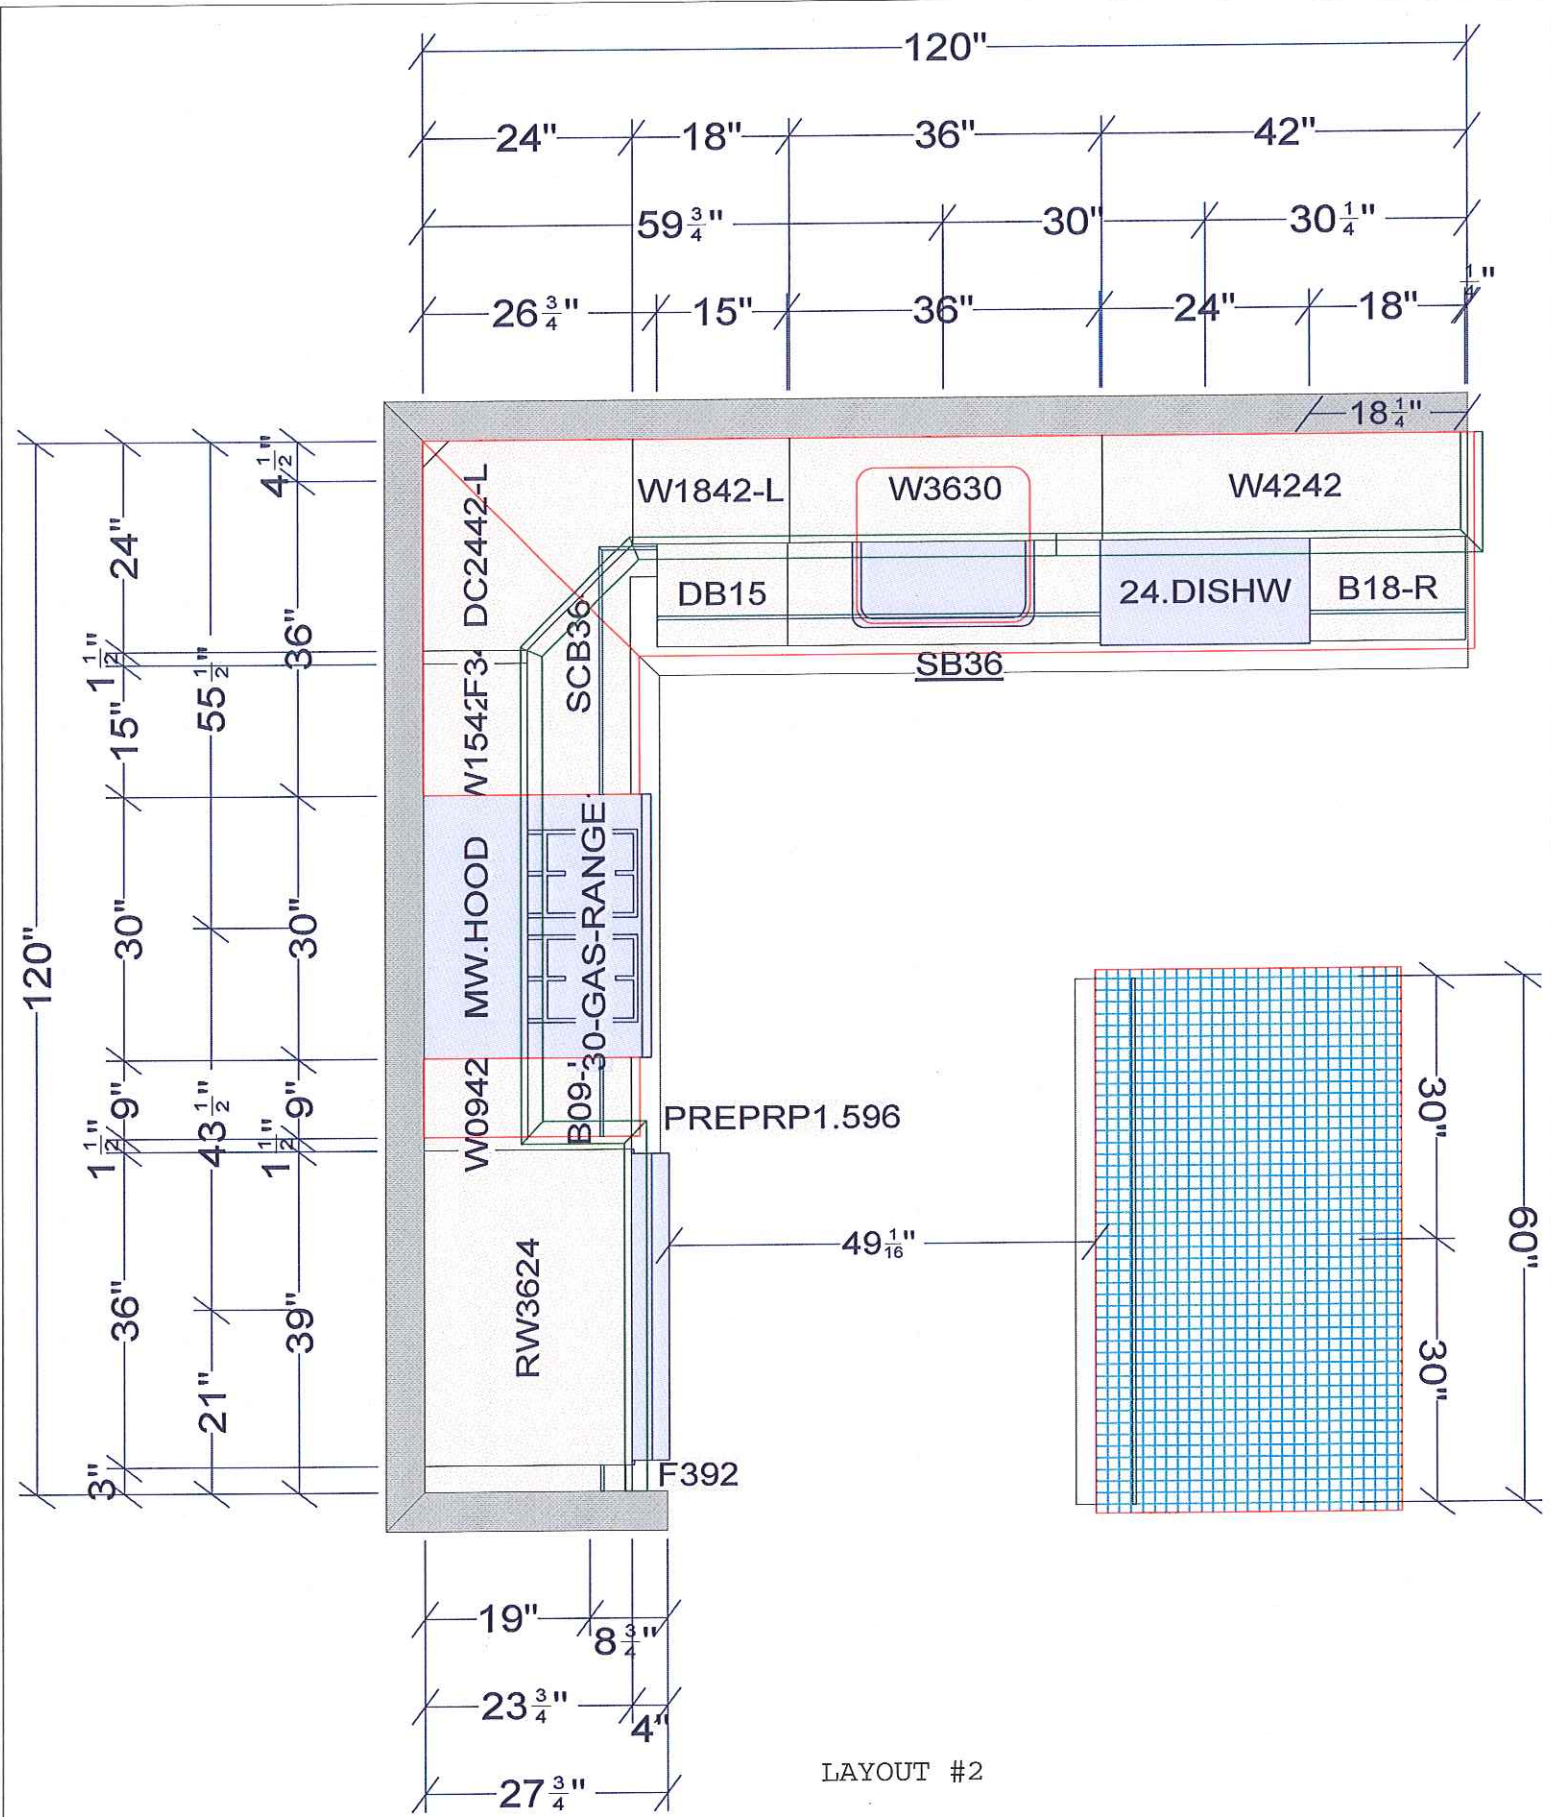 120"
24" 18" 36" 42"
59 3/4" 30" 30 1/4"
1/4"
26 3/4" 15" 36" 24" 18"
18 1/4"
4 1/2"
24"
1 1/2"
15"
55 1/2"
36"
30"
30"
120"
9"
1 1/2"
43 1/2"
9"
1 1/2"
36"
21"
39"
3"
DC2442-L
W1842-L W3630 W4242
DB15 24.DISHW B18-R
SCB36
SB36
W1542F34
MW.HOOD
30-GAS-RANGE
W0942
B09-
PREPRP1.596
RW3624
49 1/16"
F392
30"
30"
60"
19"
8 3/4"
23 3/4"
4"
27 3/4"
LAYOUT #2